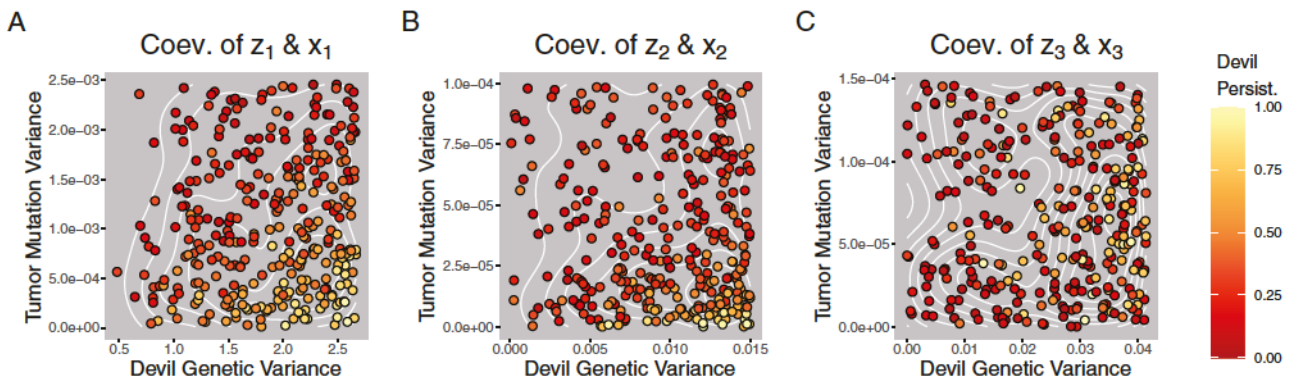 A
Coev. of z1 & x1
Tumor Mutation Variance
2.5e−03
2.0e−03
1.5e−03
1.0e−03
5.0e−04
0.0e+00
0.5
1.0
1.5
2.0
2.5
Devil Genetic Variance
B
Coev. of z2 & x2
Tumor Mutation Variance
1.0e−04
7.5e−05
5.0e−05
2.5e−05
0.0e+00
0.000
0.005
0.010
0.015
Devil Genetic Variance
C
Coev. of z3 & x3
Tumor Mutation Variance
1.5e−04
1.0e−04
5.0e−05
0.0e+00
0.00
0.01
0.02
0.03
0.04
Devil Genetic Variance
Devil
Persist.
1.00
0.75
0.50
0.25
0.00